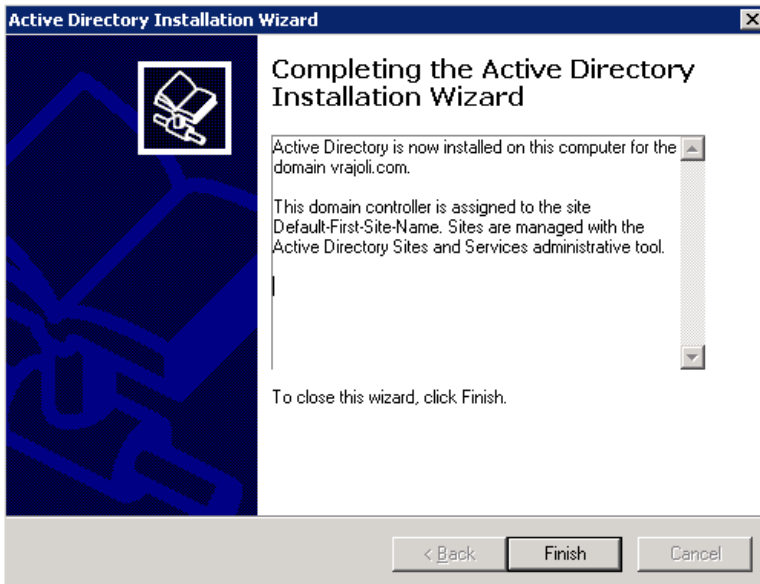 Active Directory Installation Wizard
Completing the Active Directory
Installation Wizard
Active Directory is now installed on this computer for the
domain vrajoli.com.
This domain controller is assigned to the site
Default-First-Site-Name. Sites are managed with the
Active Directory Sites and Services administrative tool.
To close this wizard, click Finish.
< Back
Finish
Cancel